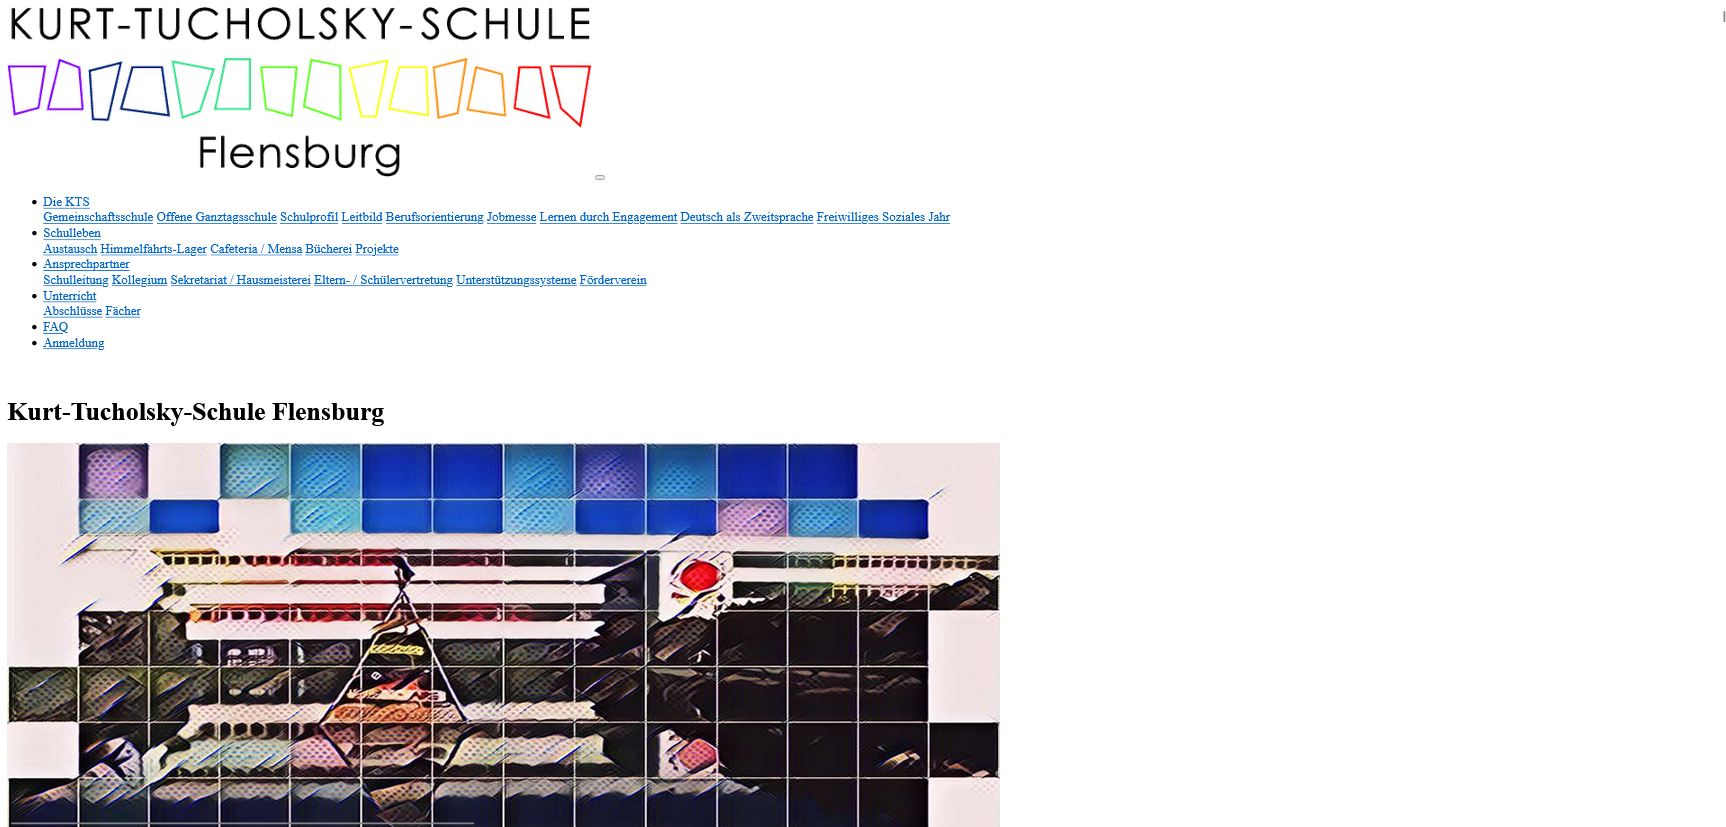 KURT-TUCHOLSKY-SCHULE
Flensburg
Die KTS
Gemeinschaftsschule Offene Ganztagsschule Schulprofil Leitbild Berufsorientierung Jobmesse Lernen durch Engagement Deutsch als Zweitsprache Freiwilliges Soziales Jahr
Schulleben
Austausch Himmelfahrts-Lager Cafeteria / Mensa Bücherei Projekte
Ansprechpartner
Schulleitung Kollegium Sekretariat / Hausmeisterei Eltern- / Schülervertretung Unterstützungssysteme Förderverein
Unterricht
Abschlüsse Fächer
FAQ
Anmeldung
Kurt-Tucholsky-Schule Flensburg